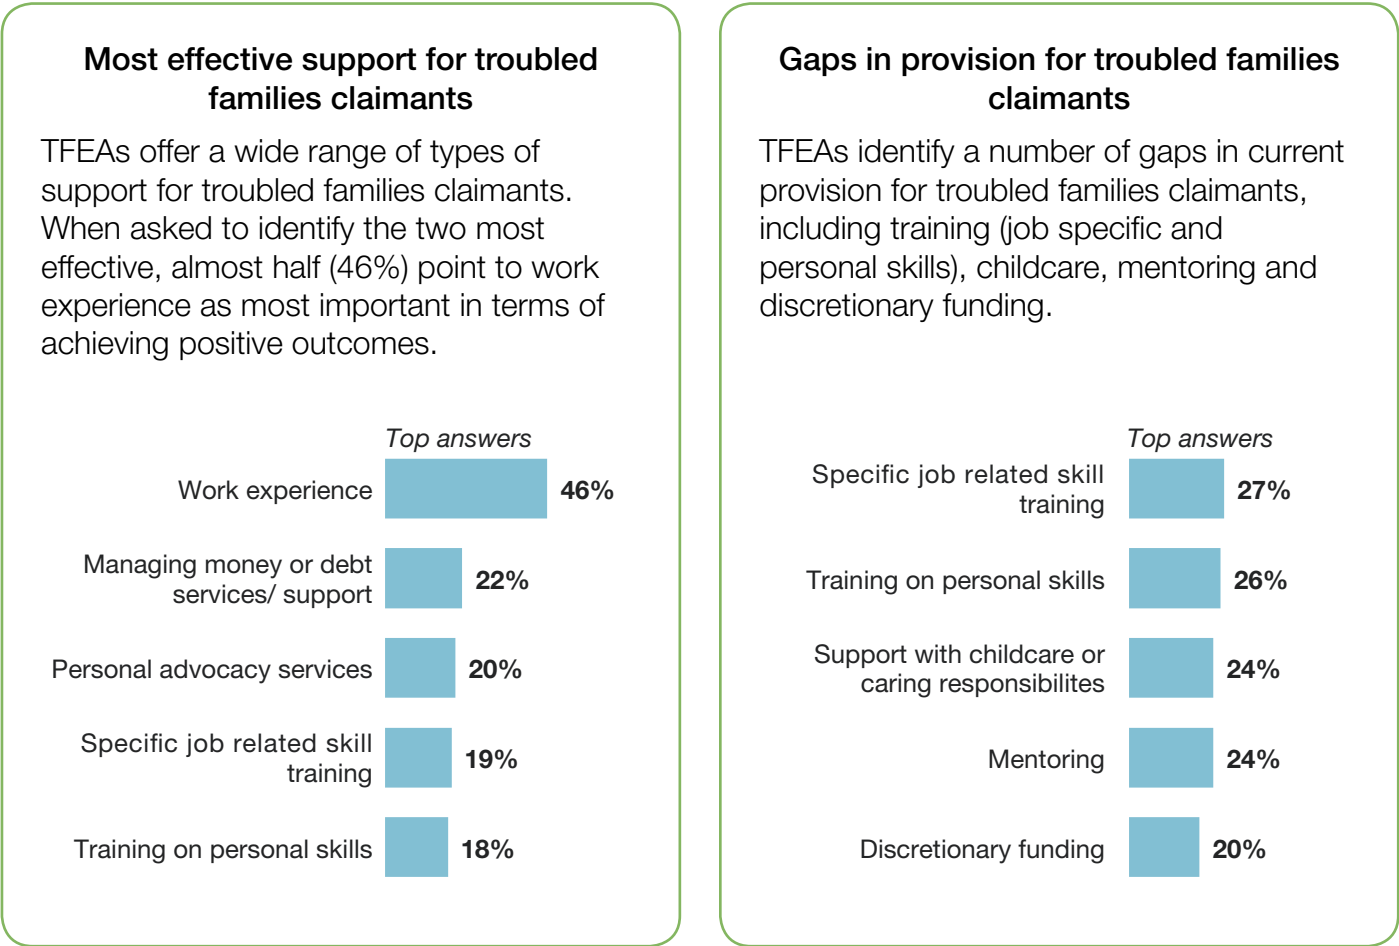 Most effective support for troubled
families claimants
TFEAs offer a wide range of types of
support for troubled families claimants.
When asked to identify the two most
effective, almost half (46%) point to work
experience as most important in terms of
achieving positive outcomes.
Top answers
Work experience 46%
Managing money or debt
services/ support 22%
Personal advocacy services 20%
Specific job related skill
training 19%
Training on personal skills 18%
Gaps in provision for troubled families
claimants
TFEAs identify a number of gaps in current
provision for troubled families claimants,
including training (job specific and
personal skills), childcare, mentoring and
discretionary funding.
Top answers
Specific job related skill
training 27%
Training on personal skills 26%
Support with childcare or
caring responsibilites 24%
Mentoring 24%
Discretionary funding 20%